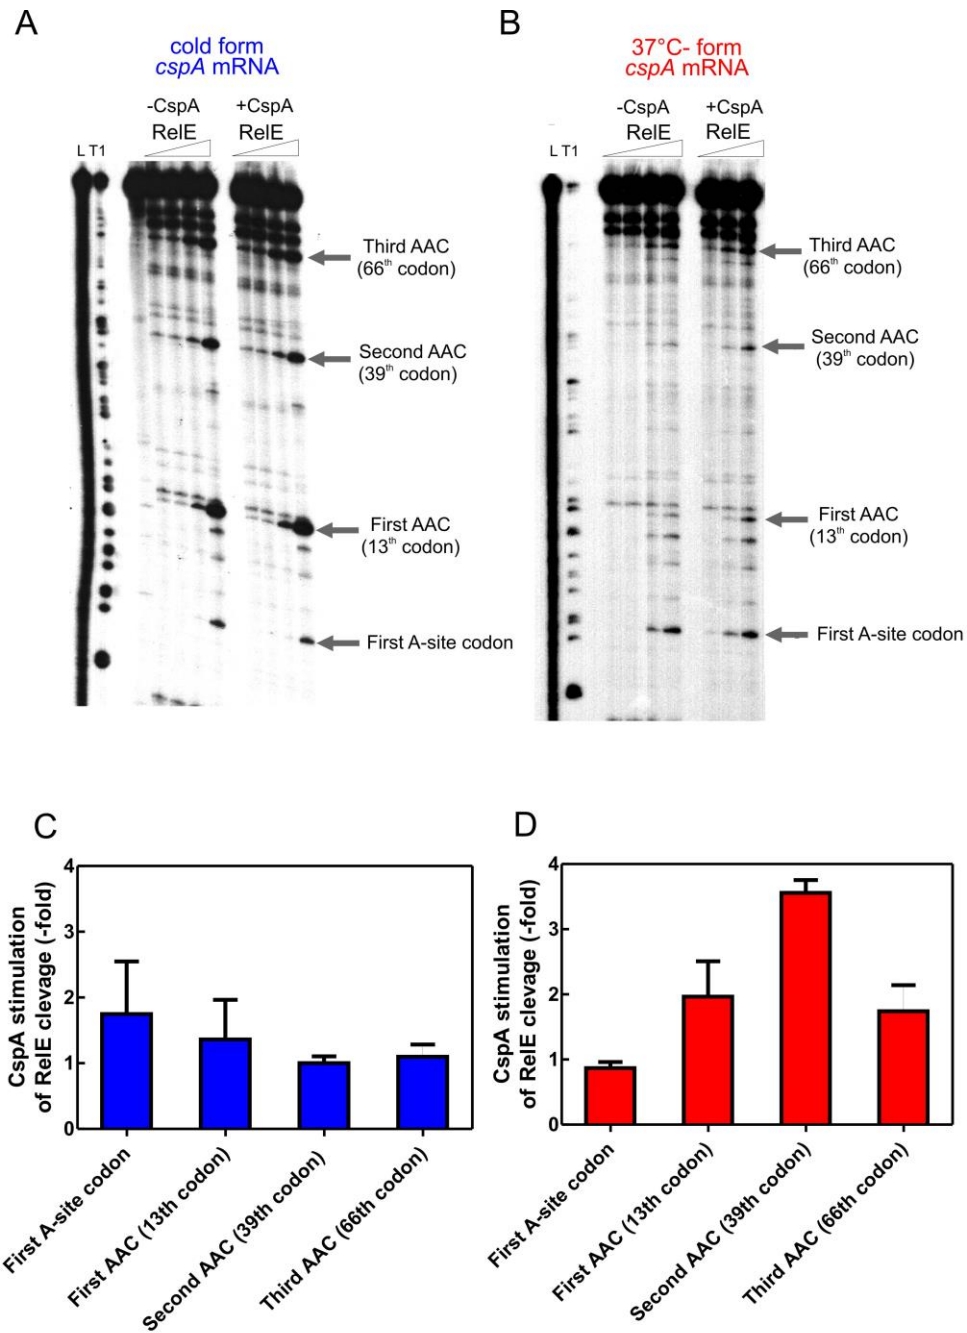 A
cold form
cspA mRNA
-CspA +CspA
RelE RelE
L T1
Third AAC
(66th codon)
Second AAC
(39th codon)
First AAC
(13th codon)
First A-site codon
B
37°C- form
cspA mRNA
-CspA +CspA
RelE RelE
L T1
Third AAC
(66th codon)
Second AAC
(39th codon)
First AAC
(13th codon)
First A-site codon
C
CspA stimulation
of RelE clevage (-fold)
4
3
2
1
0
First A-site codon
First AAC (13th codon)
Second AAC (39th codon)
Third AAC (66th codon)
D
CspA stimulation
of RelE clevage (-fold)
4
3
2
1
0
First A-site codon
First AAC (13th codon)
Second AAC (39th codon)
Third AAC (66th codon)